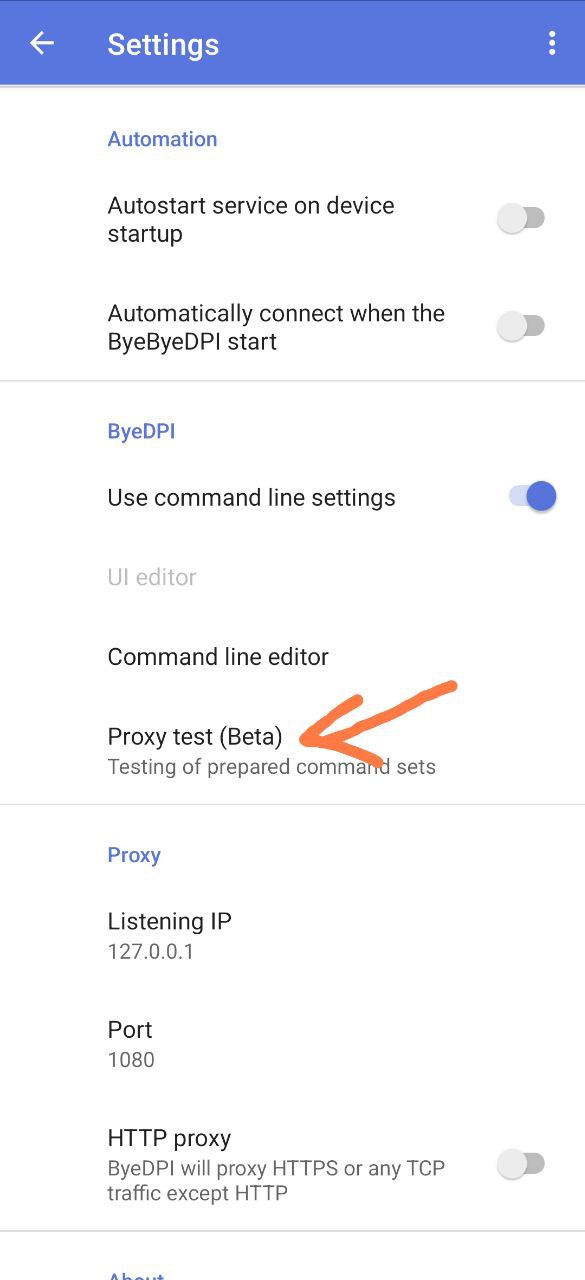 Settings
Automation
Autostart service on device
startup
Automatically connect when the
ByeByeDPI start
ByeDPI
Use command line settings
UI editor
Command line editor
Proxy test (Beta)
Testing of prepared command sets
Proxy
Listening IP
127.0.0.1
Port
1080
HTTP proxy
ByeDPI will proxy HTTPS or any TCP
traffic except HTTP
About